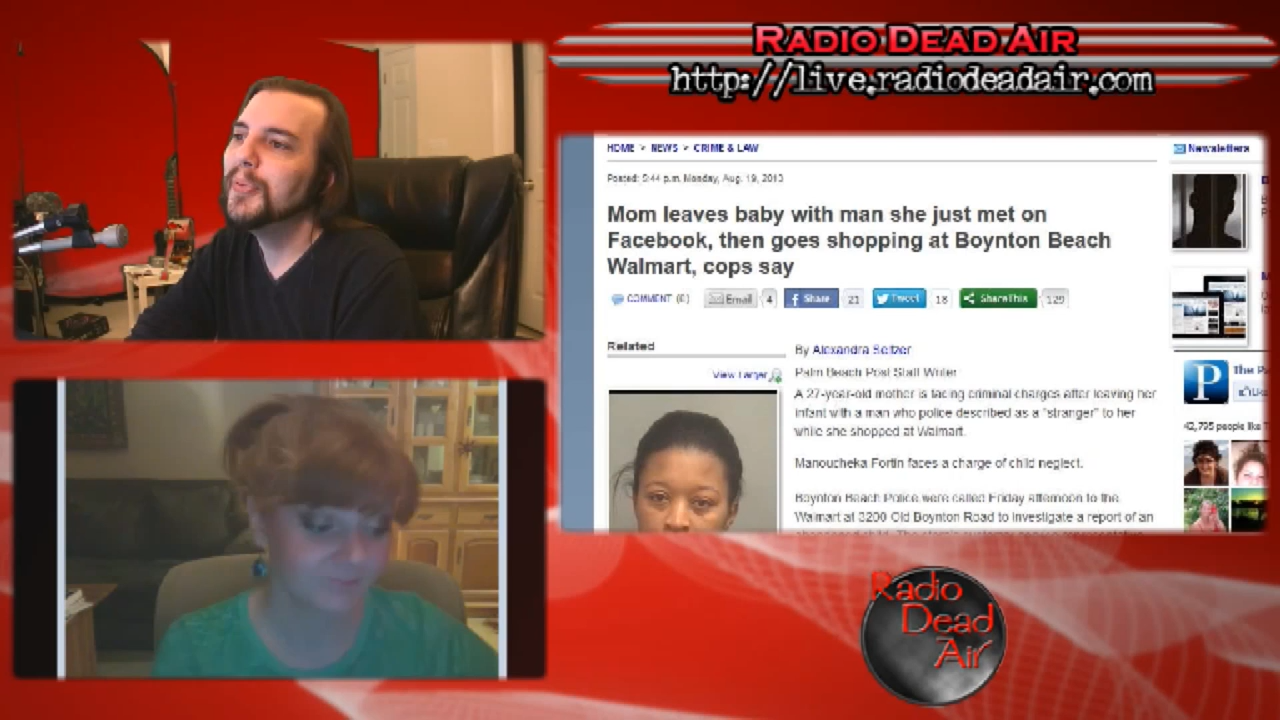 RADIO DEAD AIR
http://live.radiodeadair.com
HOME > NEWS > CRIME & LAW
Newsletters
Posted: 5:44 p.m. Monday, Aug. 19, 2013
Mom leaves baby with man she just met on
Facebook, then goes shopping at Boynton Beach
Walmart, cops say
COMMENT (0) Email 4 Share 21 Tweet 18 ShareThis 129
Related
By Alexandra Seltzer
View Larger
Palm Beach Post Staff Writer
A 27-year-old mother is facing criminal charges after leaving her
infant with a man who police described as a "stranger" to her
while she shopped at Walmart.
Manoucheka Fortin faces a charge of child neglect.
Boynton Beach Police were called Friday afternoon to the
Walmart at 3200 Old Boynton Road to investigate a report of an
P
The P
42,795 people like
Radio
Dead
Air